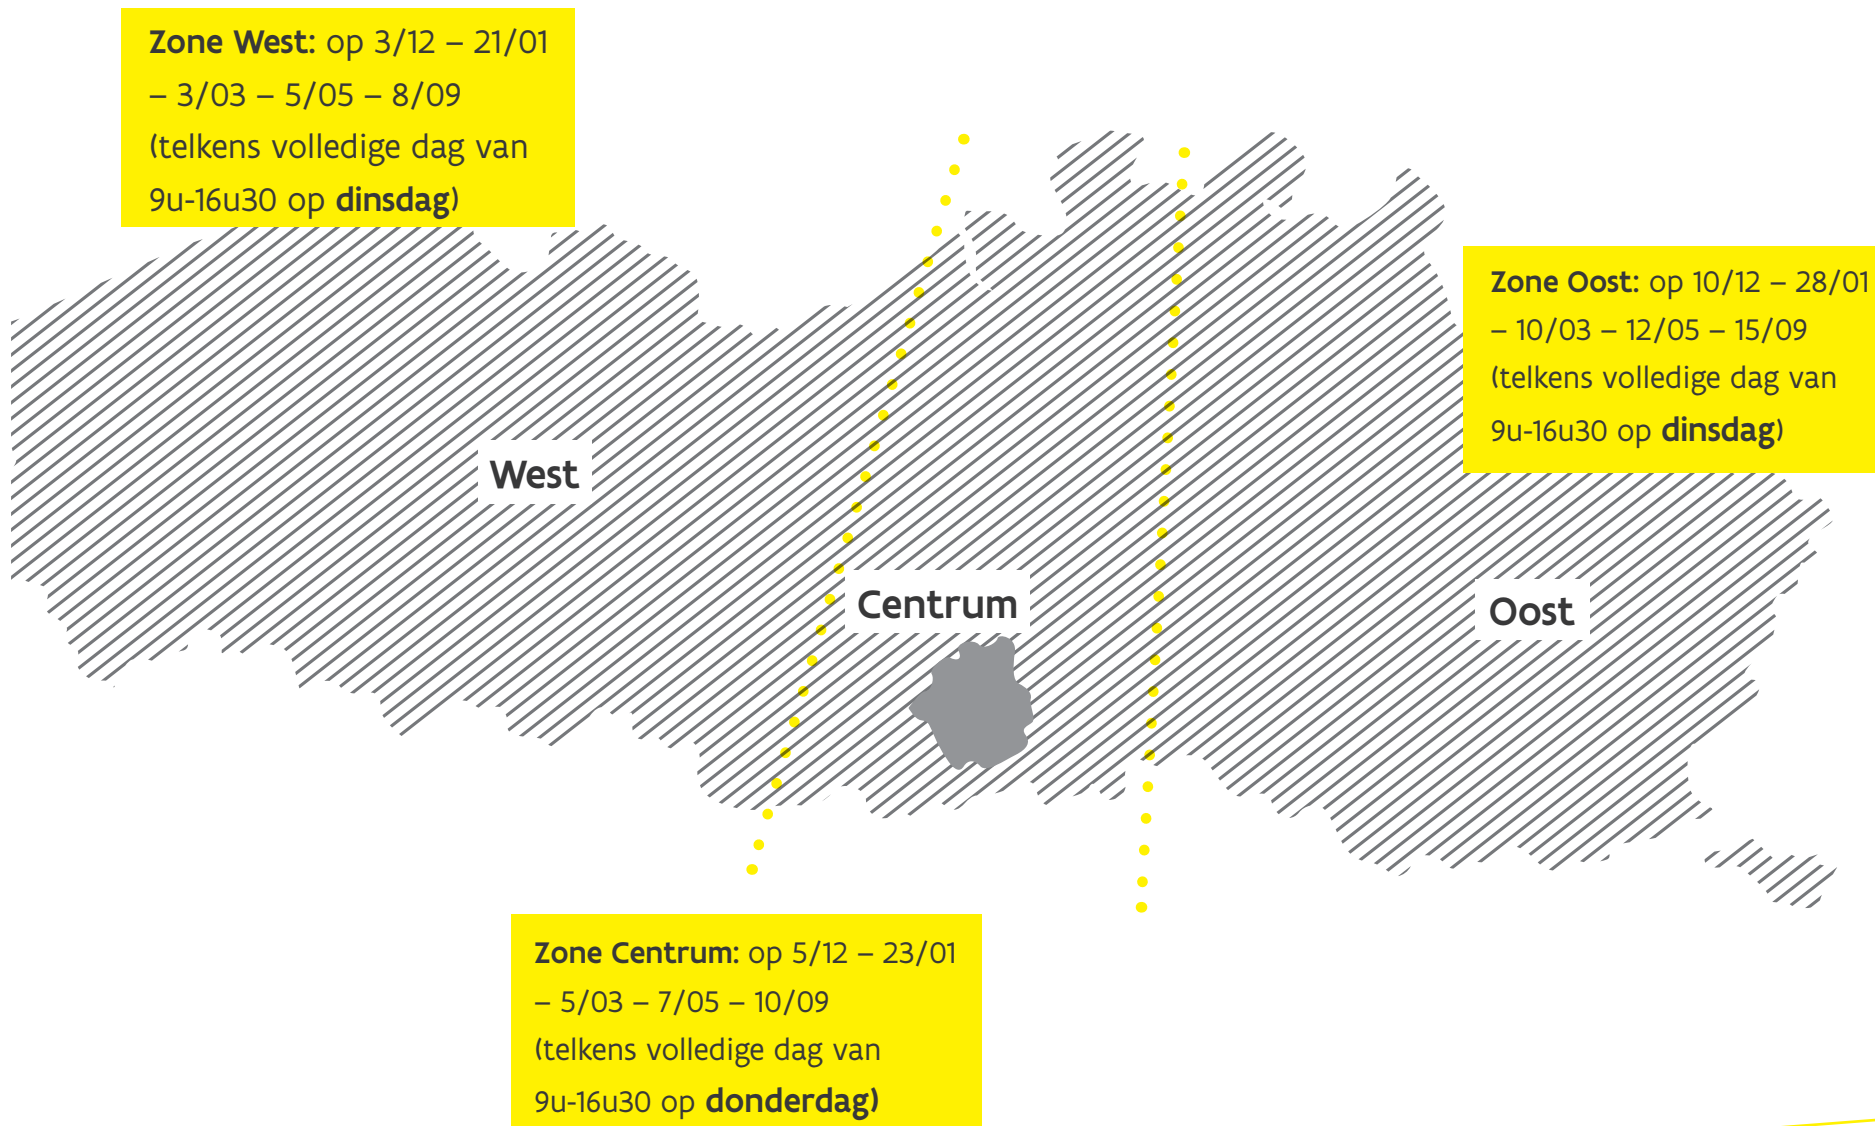 Zone West: op 3/12 – 21/01
– 3/03 – 5/05 – 8/09
(telkens volledige dag van
9u-16u30 op dinsdag)
Zone Oost: op 10/12 – 28/01
– 10/03 – 12/05 – 15/09
(telkens volledige dag van
9u-16u30 op dinsdag)
West
Centrum
Oost
Zone Centrum: op 5/12 – 23/01
– 5/03 – 7/05 – 10/09
(telkens volledige dag van
9u-16u30 op donderdag)